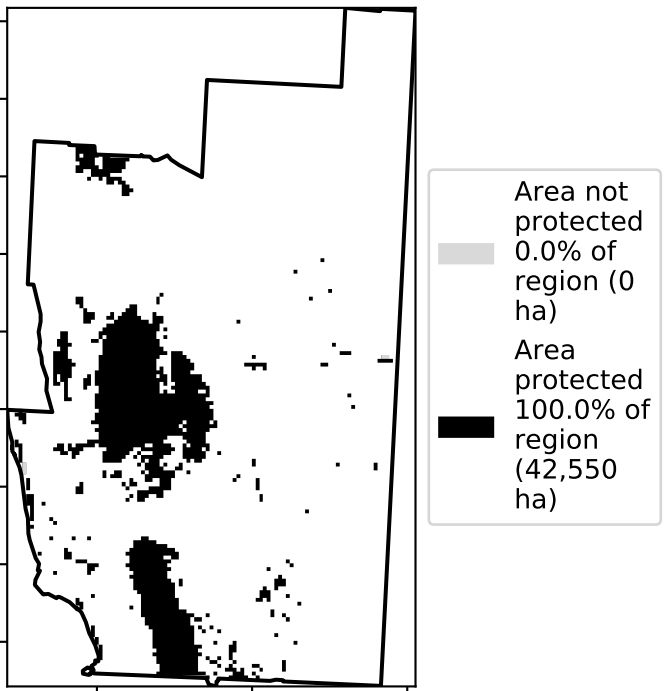 Area not
protected
0.0% of
region (0
ha)
Area
protected
100.0% of
region
(42,550
ha)